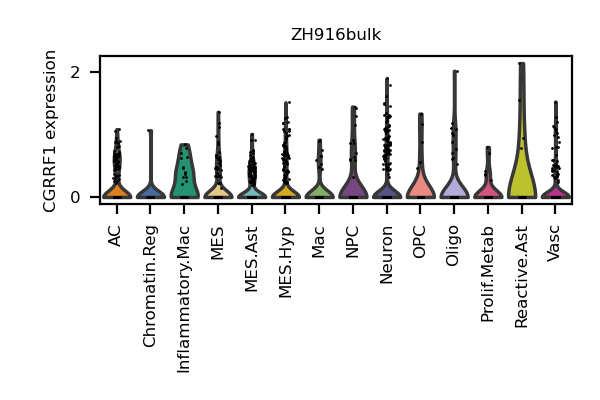 ZH916bulk
CGRRF1 expression
2
0
AC
Chromatin.Reg
Inflammatory.Mac
MES
MES.Ast
MES.Hyp
Mac
NPC
Neuron
OPC
Oligo
Prolif.Metab
Reactive.Ast
Vasc